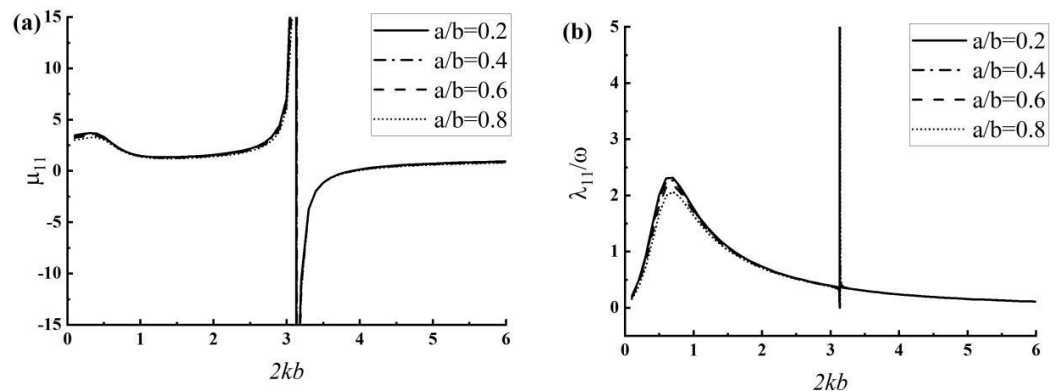 (a)
15
10
5
0
-5
-10
-15
μ11
0 1 2 3 4 5 6
2kb
a/b=0.2
a/b=0.4
a/b=0.6
a/b=0.8
(b)
5
4
3
2
1
0
λ11/ω
0 1 2 3 4 5 6
2kb
a/b=0.2
a/b=0.4
a/b=0.6
a/b=0.8